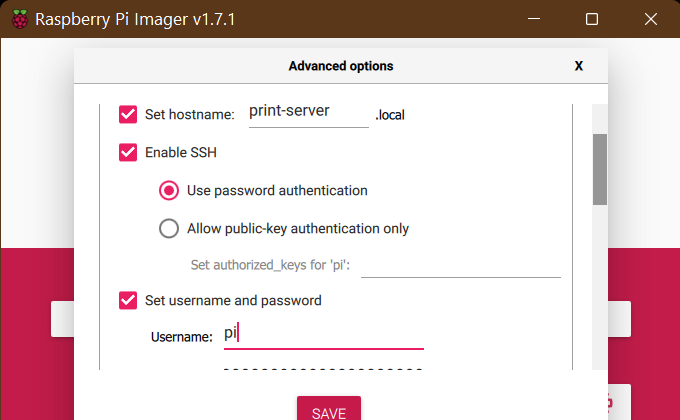 Raspberry Pi Imager v1.7.1
Advanced options X
Set hostname: print-server .local
Enable SSH
Use password authentication
Allow public-key authentication only
Set authorized_keys for 'pi':
Set username and password
Username: pi
SAVE